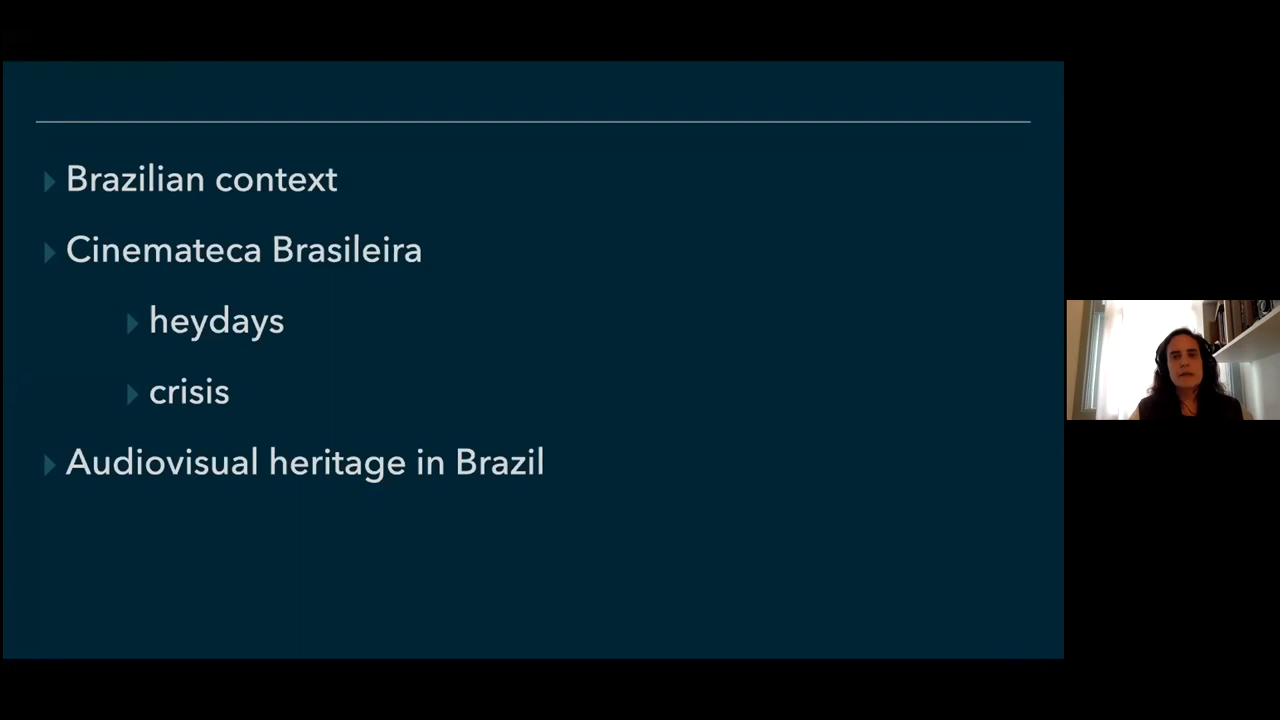 Brazilian context
Cinemateca Brasileira
heydays
crisis
Audiovisual heritage in Brazil